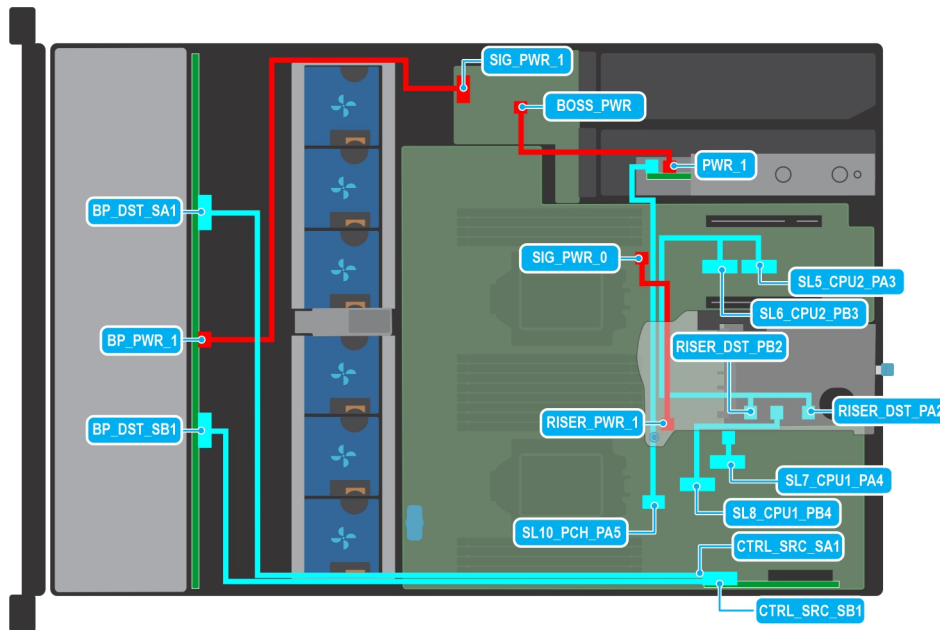 SIG_PWR_1
BOSS_PWR
PWR_1
BP_DST_SA1
SIG_PWR_0
SL5_CPU2_PA3
SL6_CPU2_PB3
BP_PWR_1
RISER_DST_PB2
RISER_DST_PA2
BP_DST_SB1
RISER_PWR_1
SL7_CPU1_PA4
SL8_CPU1_PB4
SL10_PCH_PA5
CTRL_SRC_SA1
CTRL_SRC_SB1